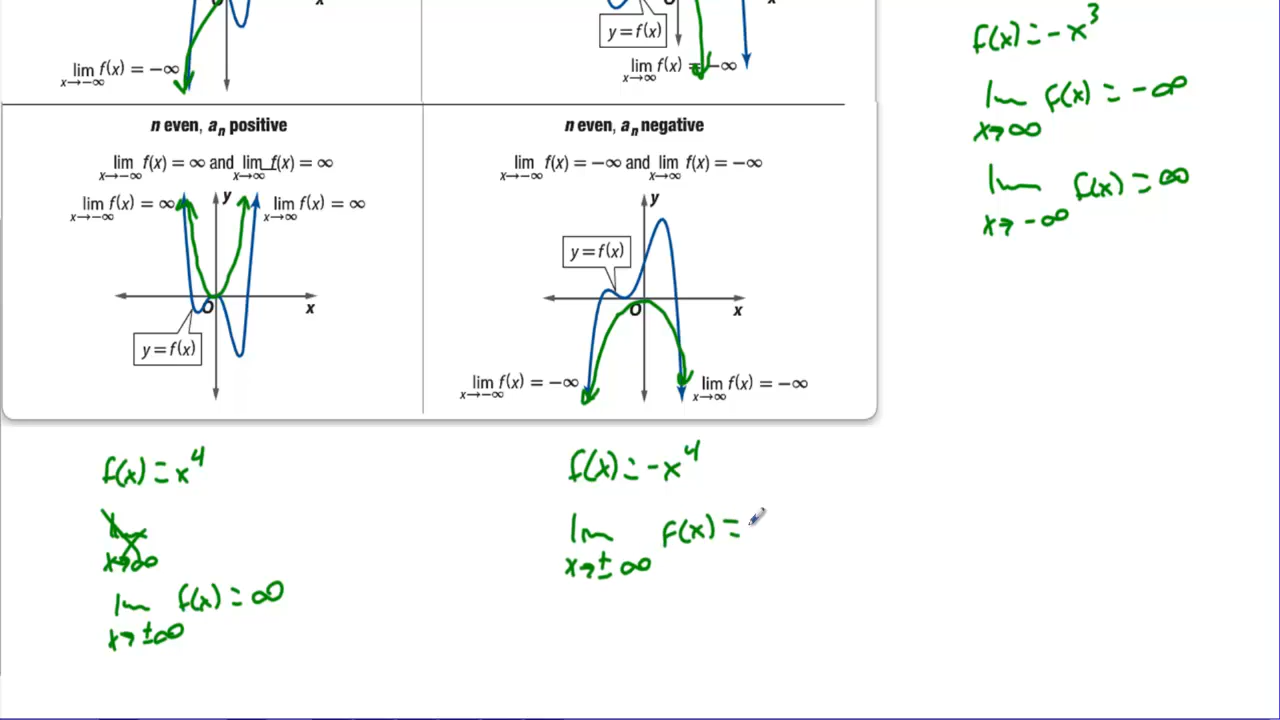 x
x
y = f(x)
lim f(x) = −∞
x→−∞
lim f(x) = −∞
x→∞
n even, aₙ positive
lim f(x) = ∞ and lim f(x) = ∞
x→−∞ x→∞
lim f(x) = ∞
x→−∞
y
lim f(x) = ∞
x→∞
O
x
y = f(x)
n even, aₙ negative
lim f(x) = −∞ and lim f(x) = −∞
x→−∞ x→∞
y
y = f(x)
O
x
lim f(x) = −∞
x→−∞
lim f(x) = −∞
x→∞
f(x) = -x³
lim f(x) = -∞
x→∞
lim f(x) = ∞
x→-∞
f(x) = x⁴
lim
x→∞
lim f(x) = ∞
x→±∞
f(x) = -x⁴
lim f(x) =
x→±∞